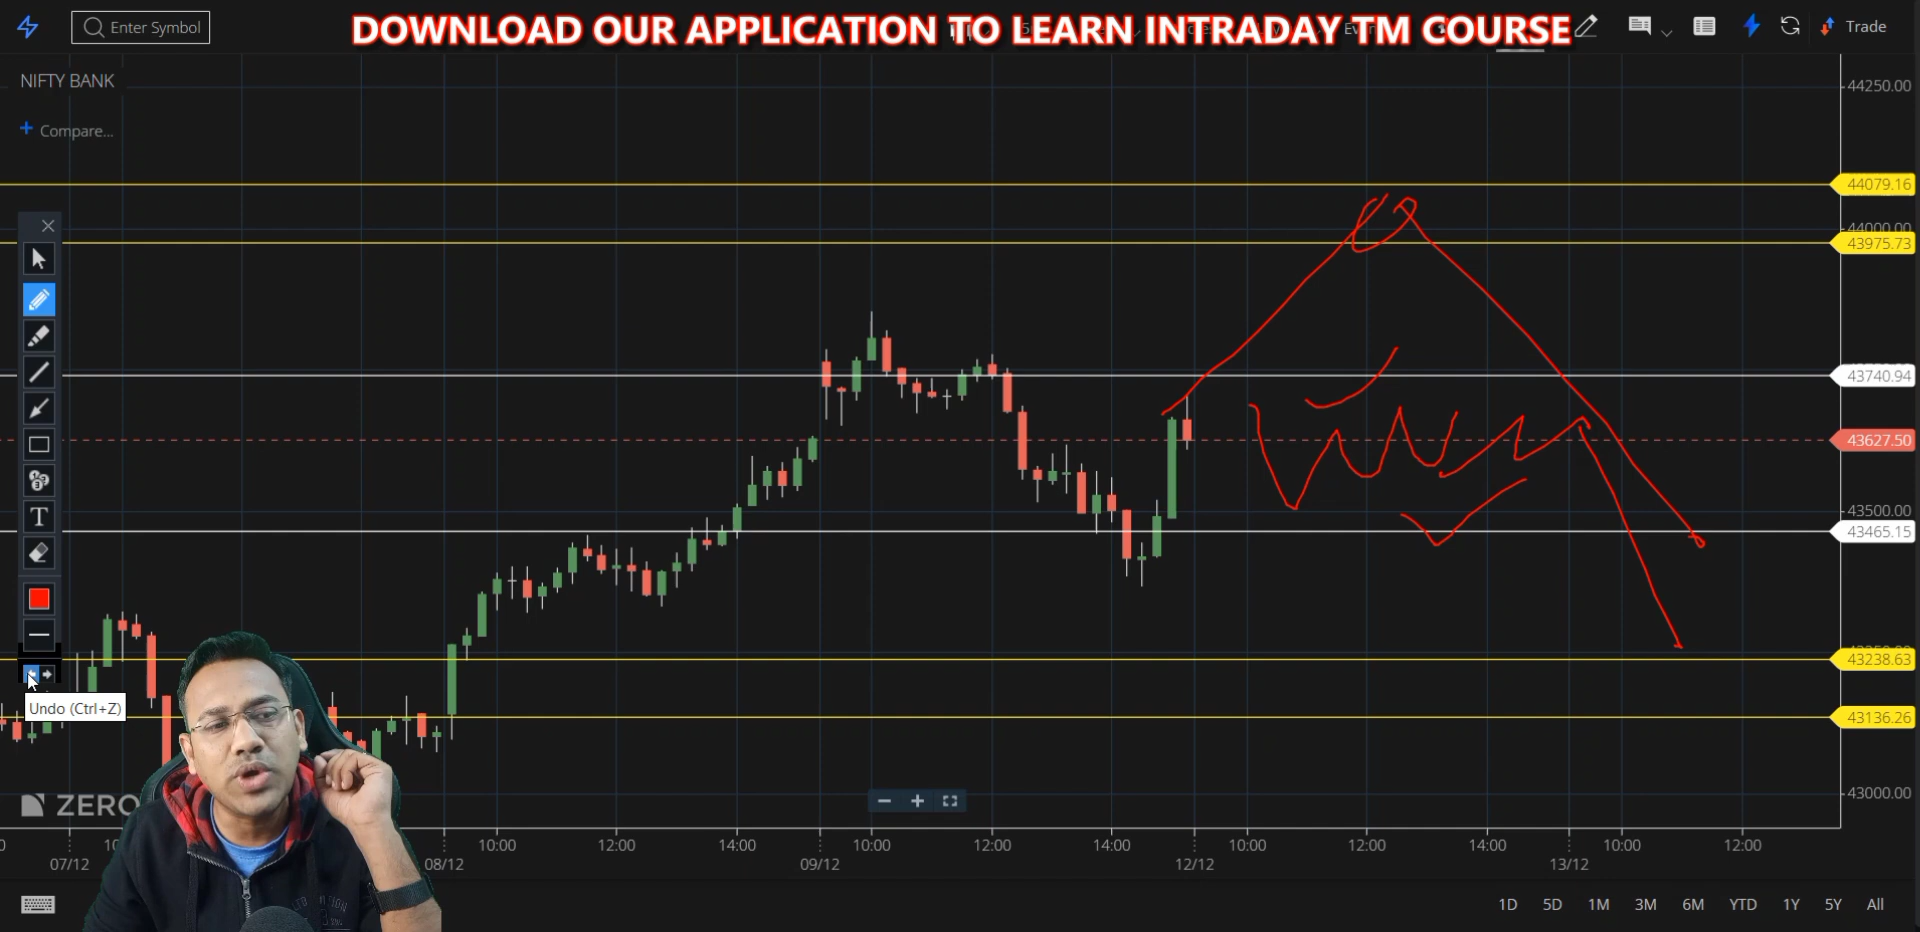 DOWNLOAD OUR APPLICATION TO LEARN INTRADAY TM COURSE
Enter Symbol
Trade
NIFTY BANK
+ Compare...
44250.00
44079.16
44000.00
43975.73
43740.94
43627.50
43500.00
43465.15
43238.63
43136.26
43000.00
T
Undo (Ctrl+Z)
ZERO
10:00 12:00 14:00 10:00 12:00 14:00 10:00 12:00 14:00 10:00 12:00
07/12 08/12 09/12 12/12 13/12
1D 5D 1M 3M 6M YTD 1Y 5Y All